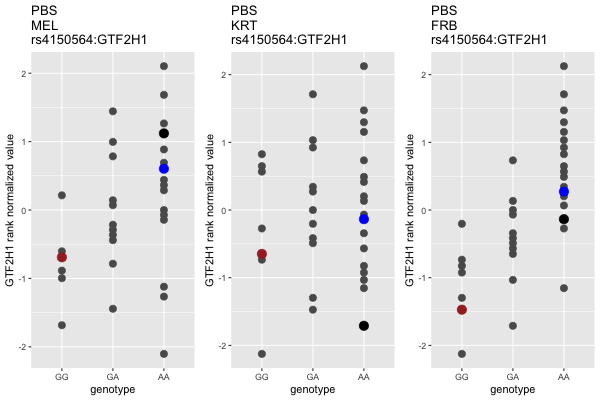 PBS
MEL
rs4150564:GTF2H1
GTF2H1 rank normalized value
2
1
0
-1
-2
GG GA AA
genotype
PBS
KRT
rs4150564:GTF2H1
GTF2H1 rank normalized value
2
1
0
-1
-2
GG GA AA
genotype
PBS
FRB
rs4150564:GTF2H1
GTF2H1 rank normalized value
2
1
0
-1
-2
GG GA AA
genotype